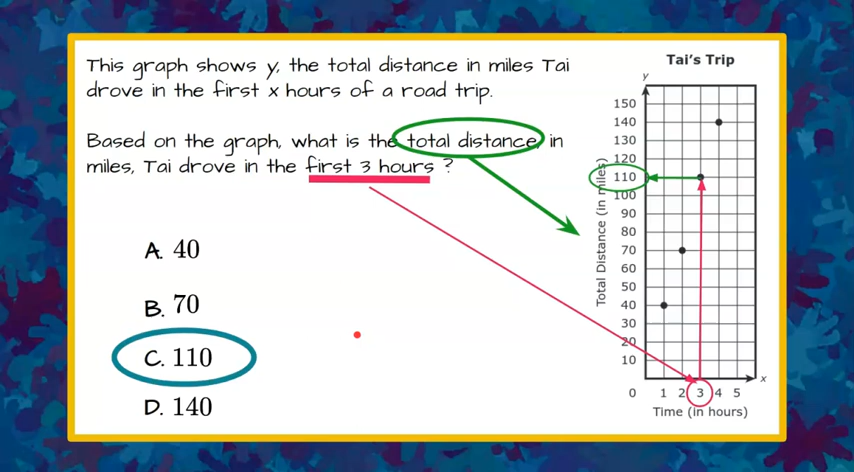 This graph shows y, the total distance in miles Tai
drove in the first x hours of a road trip.
Based on the graph, what is the total distance, in
miles, Tai drove in the first 3 hours ?
A. 40
B. 70
C. 110
D. 140
Tai's Trip
y
150
140
130
120
110
100
90
80
70
60
50
40
30
20
10
0 1 2 3 4 5
x
Total Distance (in miles)
Time (in hours)